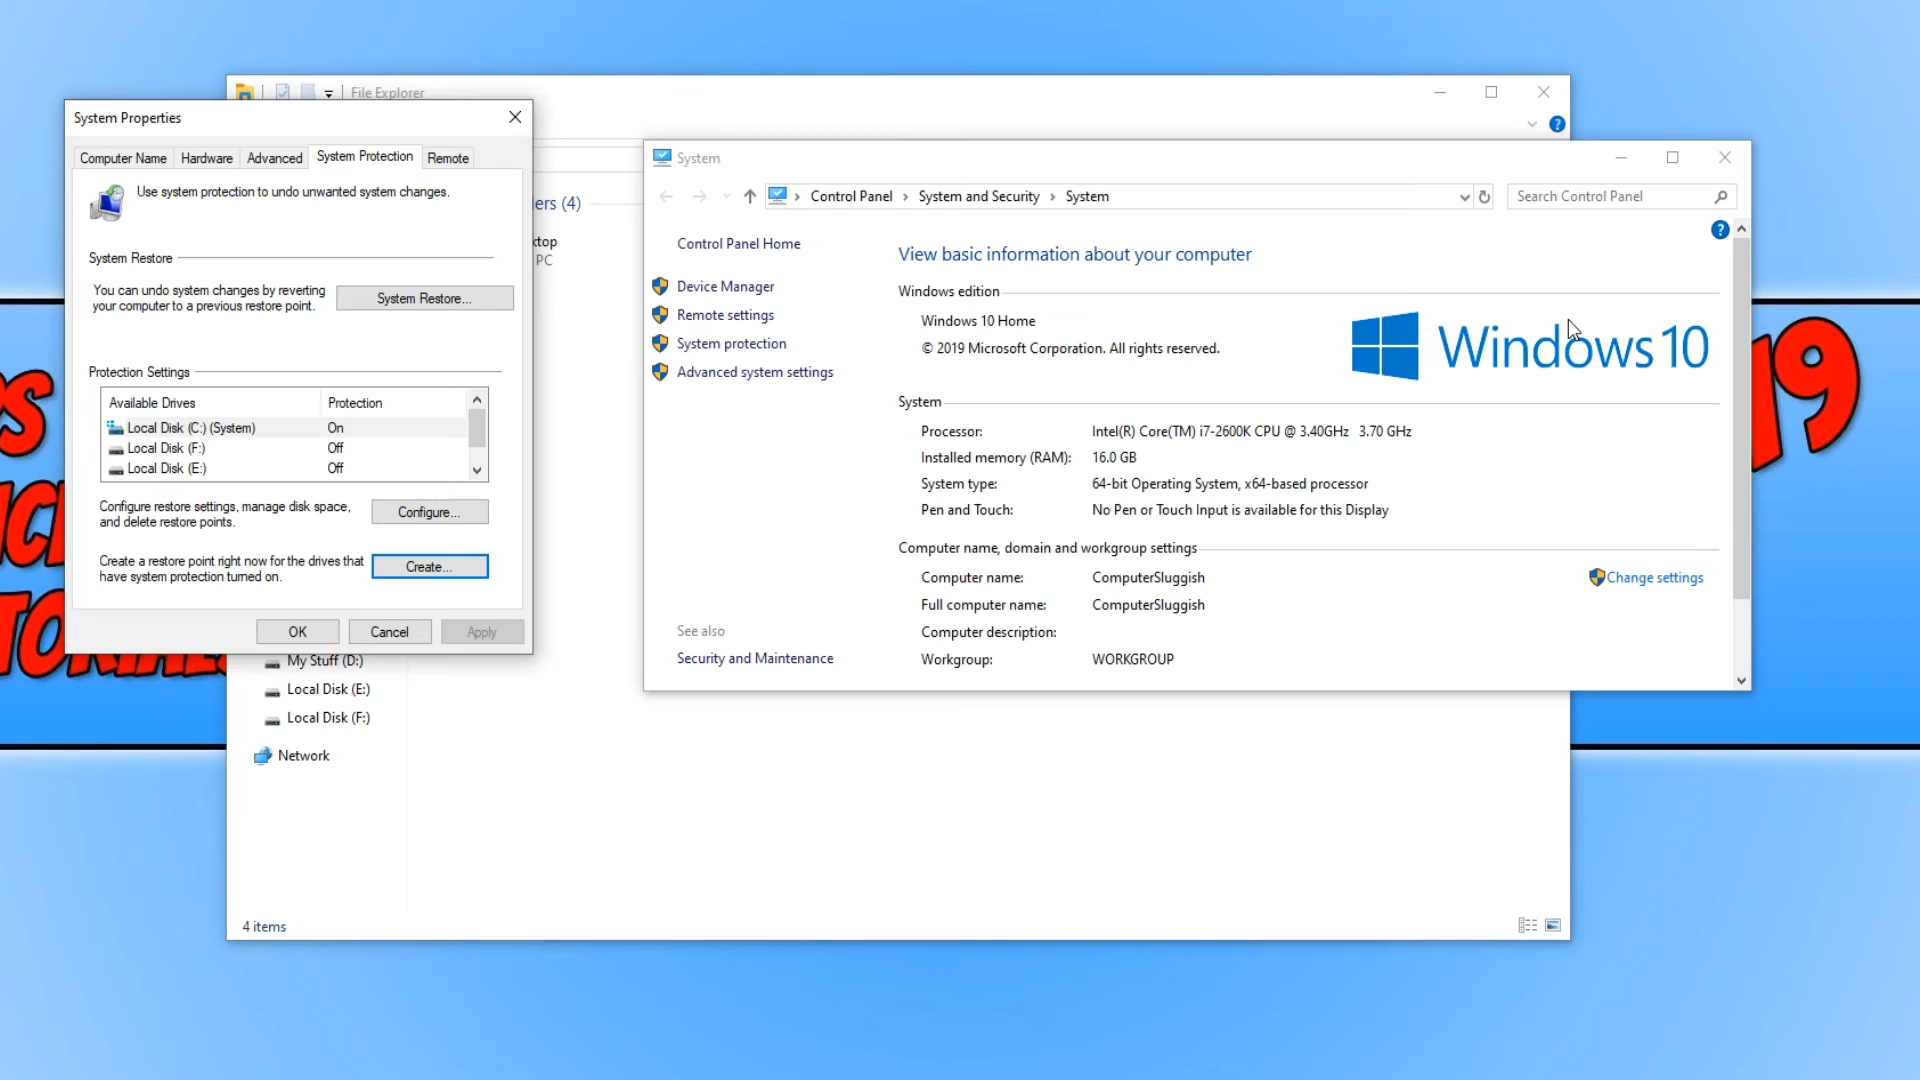 File Explorer
System Properties
Computer Name
Hardware
Advanced
System Protection
Remote
Use system protection to undo unwanted system changes.
System Restore
You can undo system changes by reverting
your computer to a previous restore point.
System Restore...
Protection Settings
Available Drives
Protection
Local Disk (C:) (System)
On
Local Disk (F:)
Off
Local Disk (E:)
Off
Configure restore settings, manage disk space,
and delete restore points.
Configure...
Create a restore point right now for the drives that
have system protection turned on.
Create...
OK
Cancel
Apply
ers (4)
ktop
PC
My Stuff (D:)
Local Disk (E:)
Local Disk (F:)
Network
4 items
System
Control Panel › System and Security › System
Search Control Panel
Control Panel Home
Device Manager
Remote settings
System protection
Advanced system settings
See also
Security and Maintenance
View basic information about your computer
Windows edition
Windows 10 Home
© 2019 Microsoft Corporation. All rights reserved.
Windows 10
System
Processor: Intel(R) Core(TM) i7-2600K CPU @ 3.40GHz 3.70 GHz
Installed memory (RAM): 16.0 GB
System type: 64-bit Operating System, x64-based processor
Pen and Touch: No Pen or Touch Input is available for this Display
Computer name, domain and workgroup settings
Computer name: ComputerSluggish
Change settings
Full computer name: ComputerSluggish
Computer description:
Workgroup: WORKGROUP
19